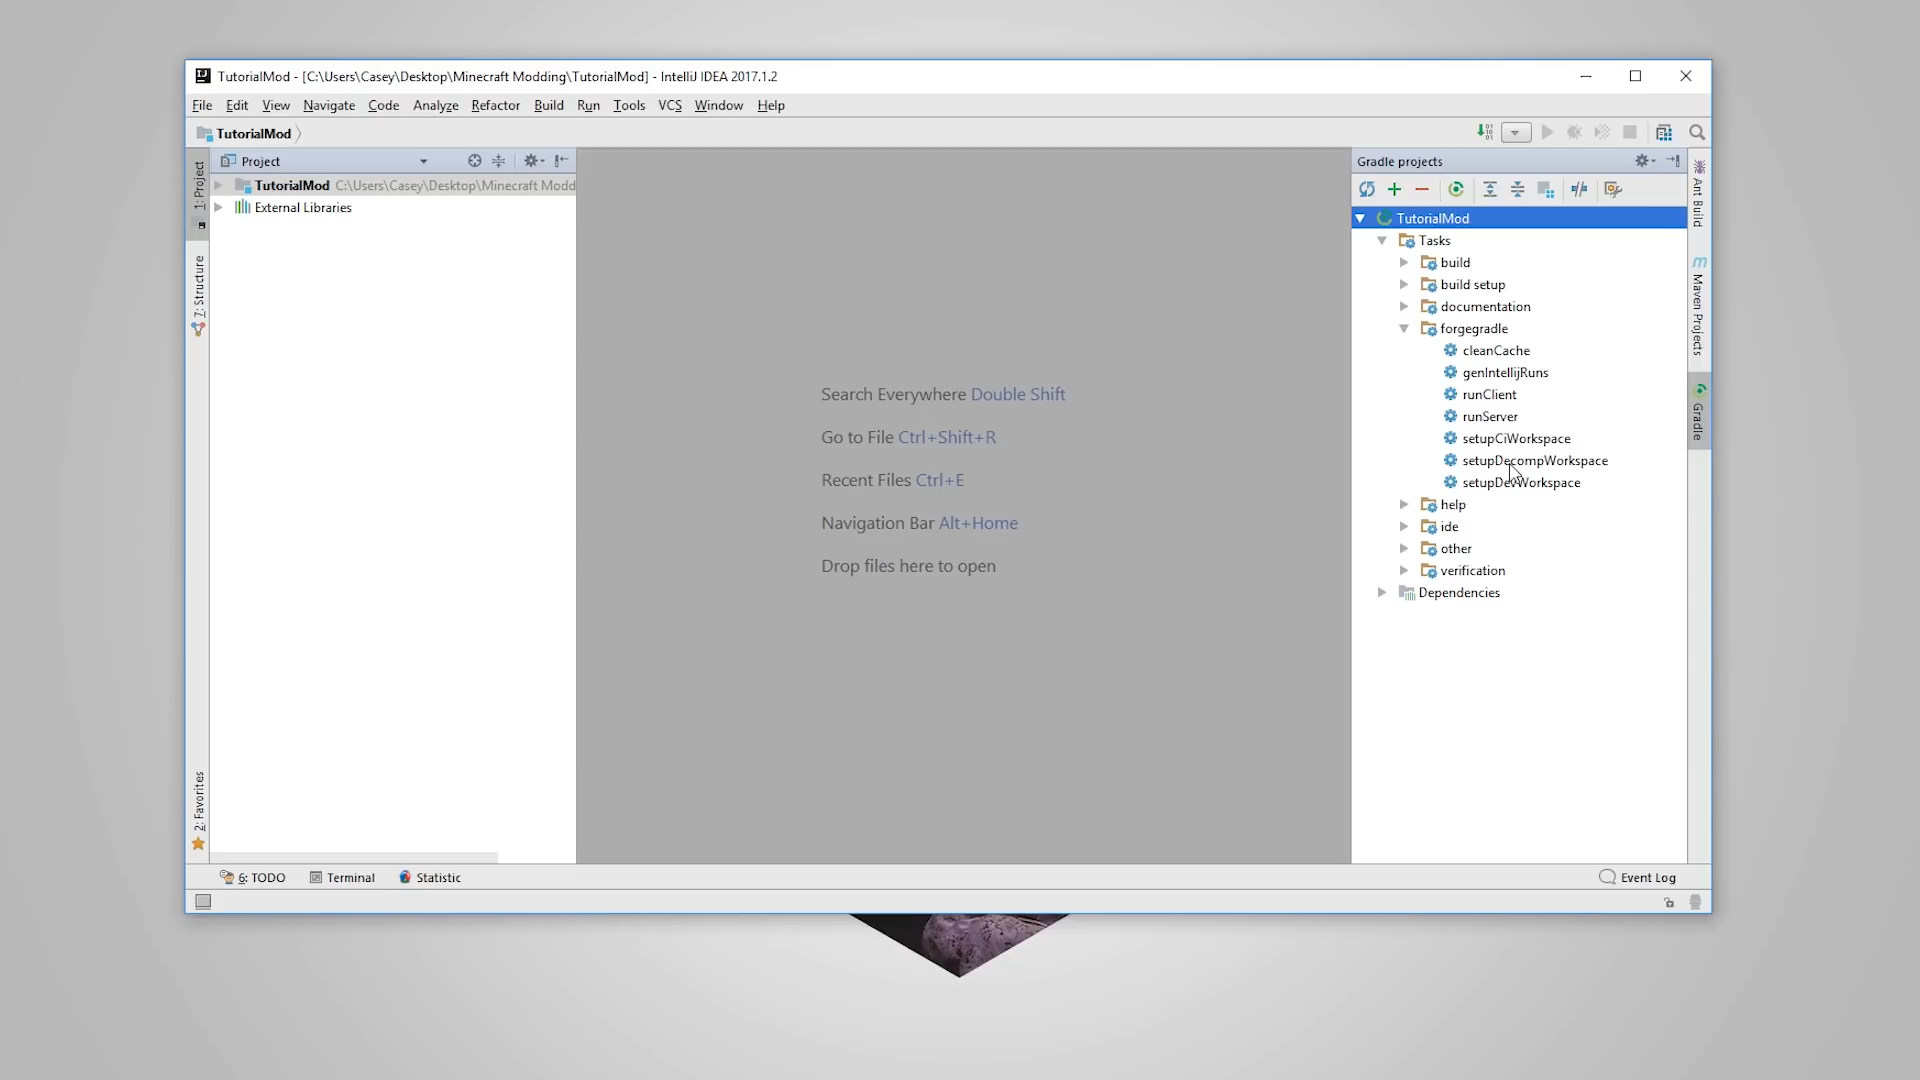 TutorialMod - [C:\Users\Casey\Desktop\Minecraft Modding\TutorialMod] - IntelliJ IDEA 2017.1.2
File Edit View Navigate Code Analyze Refactor Build Run Tools VCS Window Help
TutorialMod
1: Project
7: Structure
2: Favorites
Project
TutorialMod C:\Users\Casey\Desktop\Minecraft Modd
External Libraries
Search Everywhere Double Shift
Go to File Ctrl+Shift+R
Recent Files Ctrl+E
Navigation Bar Alt+Home
Drop files here to open
Gradle projects
TutorialMod
Tasks
build
build setup
documentation
forgegradle
cleanCache
genIntellijRuns
runClient
runServer
setupCiWorkspace
setupDecompWorkspace
setupDevWorkspace
help
ide
other
verification
Dependencies
Ant Build
Maven Projects
Gradle
6: TODO Terminal Statistic Event Log